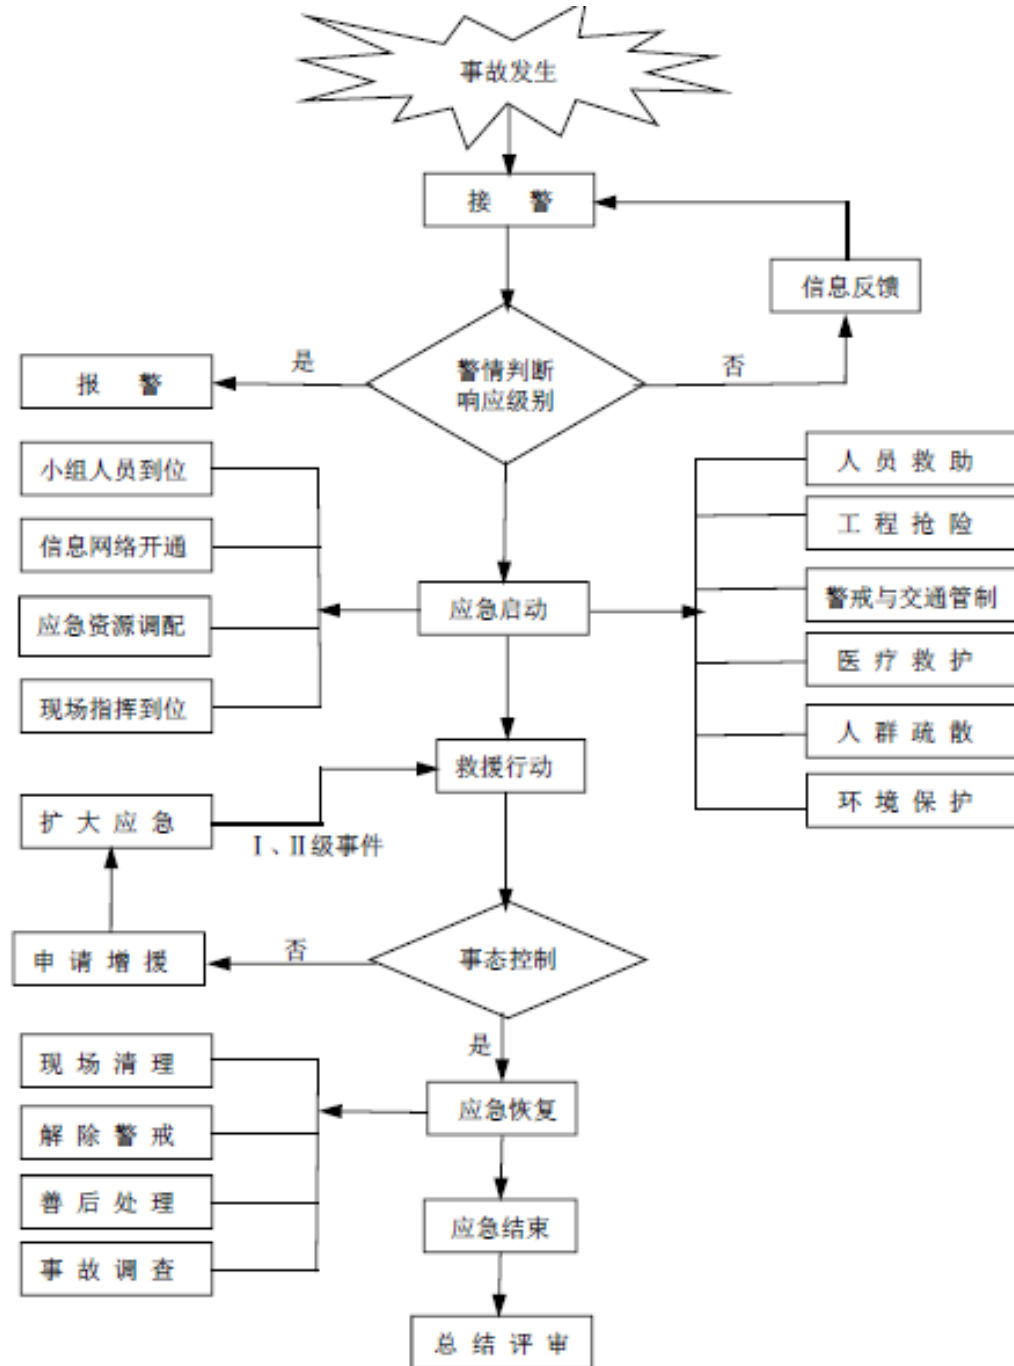 事故发生
接 警
信息反馈
警情判断
响应级别
是
否
报 警
小组人员到位
信息网络开通
应急资源调配
现场指挥到位
应急启动
人员救助
工程抢险
警戒与交通管制
医疗救护
人群疏散
环境保护
救援行动
扩大应急
Ⅰ、Ⅱ级事件
申请增援
否
事态控制
是
现场清理
解除警戒
善后处理
事故调查
应急恢复
应急结束
总结评审